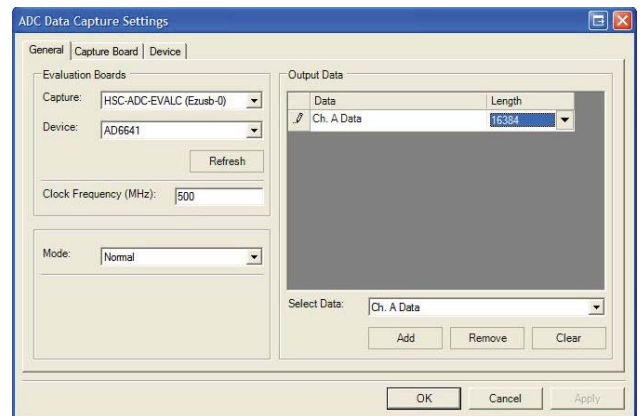 ADC Data Capture Settings
General Capture Board Device
Evaluation Boards
Capture: HSC-ADC-EVALC (Ezusb-0)
Device: AD6641
Refresh
Clock Frequency (MHz): 500
Mode: Normal
Output Data
Data Length
Ch. A Data 16384
Select Data: Ch. A Data
Add Remove Clear
OK Cancel Apply